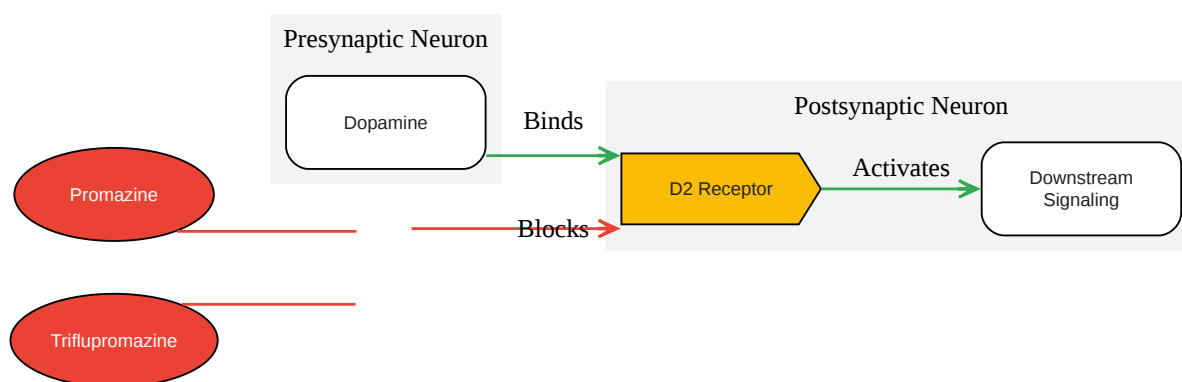 Presynaptic Neuron
Dopamine
Binds
Postsynaptic Neuron
Promazine
D2 Receptor
Activates
Downstream
Signaling
Blocks
Triflupromazine